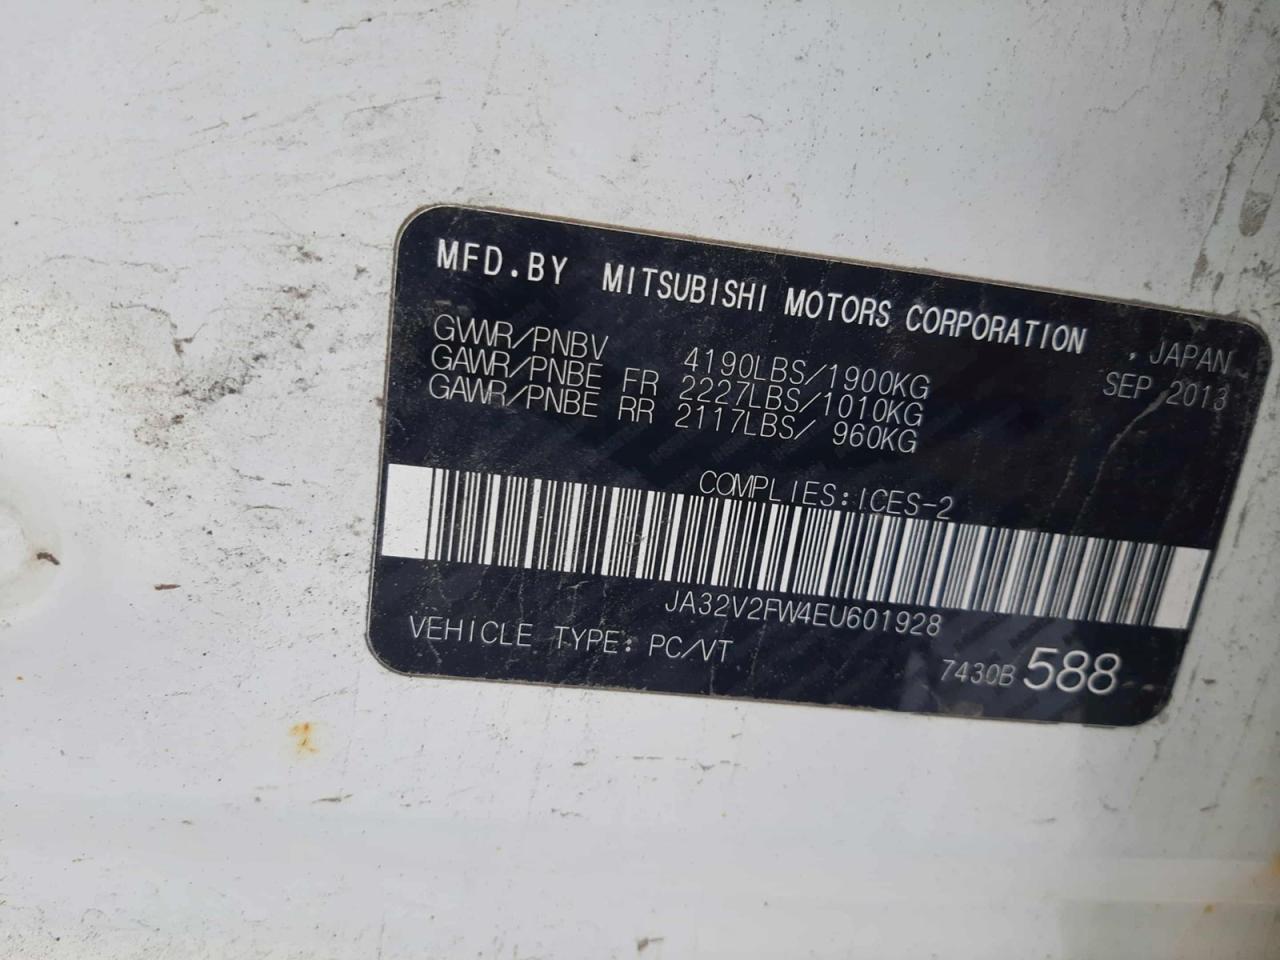 MFD.BY MITSUBISHI MOTORS CORPORATION , JAPAN
GVWR/PNBV 4190LBS/1900KG SEP 2013
GAWR/PNBE FR 2227LBS/1010KG
GAWR/PNBE RR 2117LBS/ 960KG
COMPLIES:ICES-2
JA32V2FW4EU601928
VEHICLE TYPE: PC/VT
7430B 588